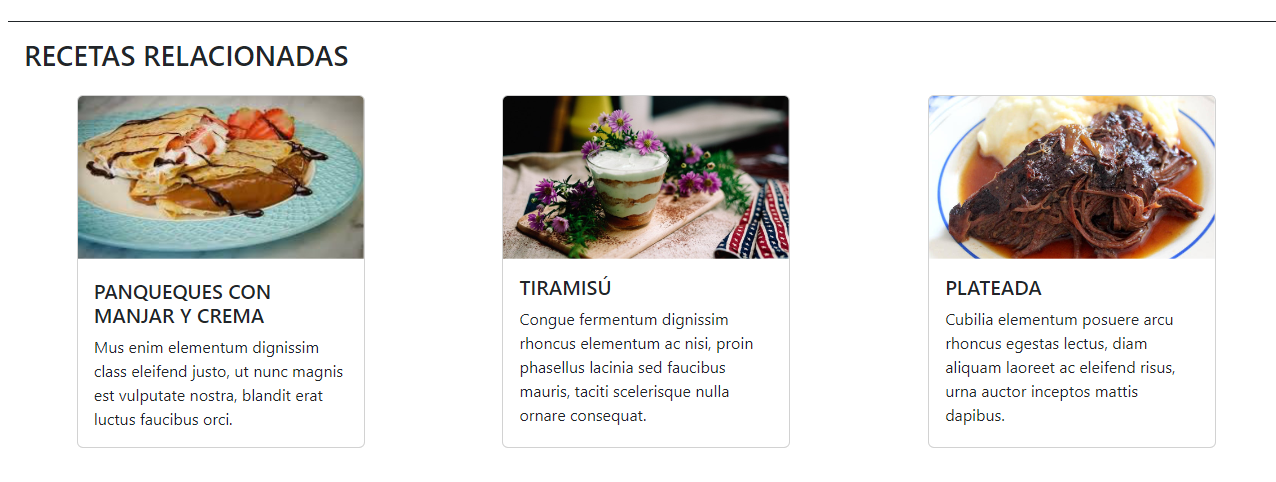 RECETAS RELACIONADAS
PANQUEQUES CON
MANJAR Y CREMA
Mus enim elementum dignissim
class eleifend justo, ut nunc magnis
est vulputate nostra, blandit erat
luctus faucibus orci.
TIRAMISÚ
Congue fermentum dignissim
rhoncus elementum ac nisi, proin
phasellus lacinia sed faucibus
mauris, taciti scelerisque nulla
ornare consequat.
PLATEADA
Cubilia elementum posuere arcu
rhoncus egestas lectus, diam
aliquam laoreet ac eleifend risus,
urna auctor inceptos mattis
dapibus.